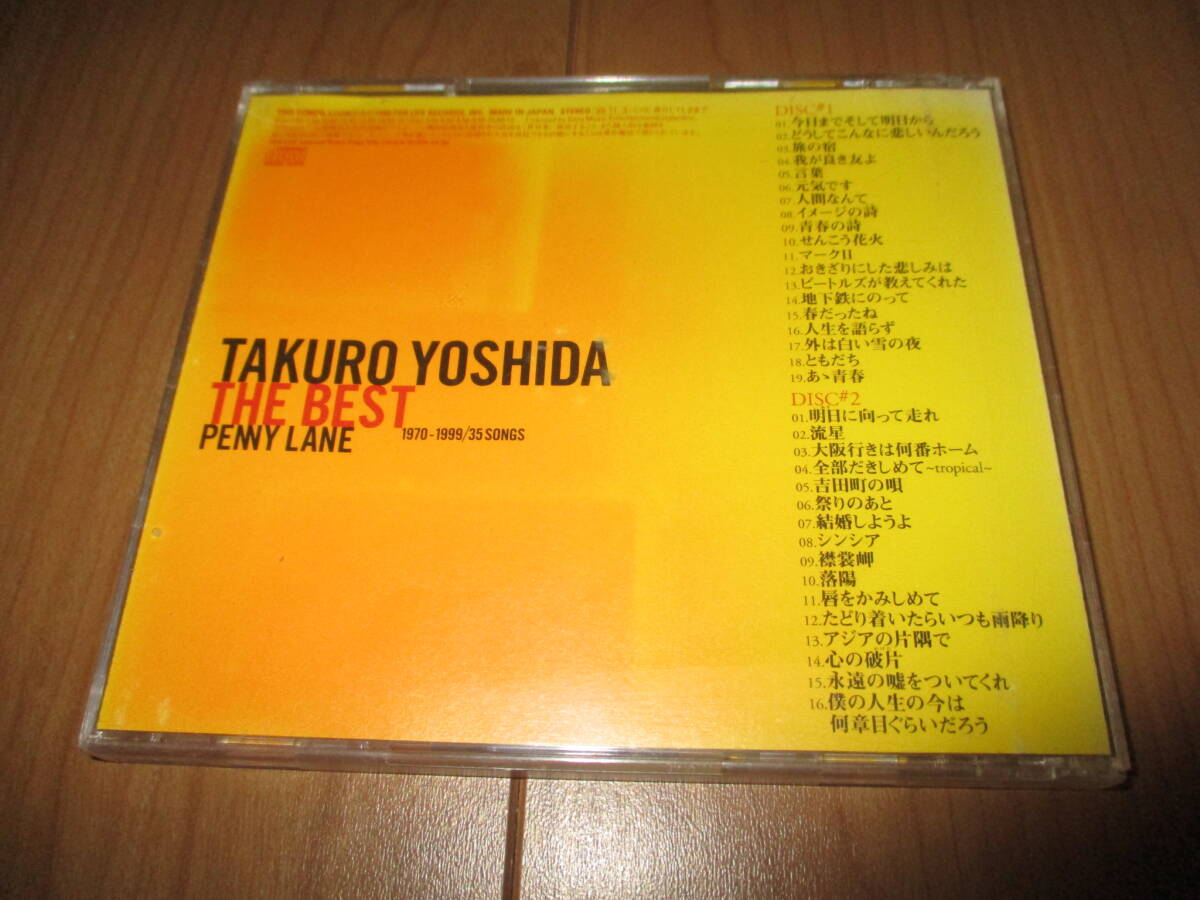 MADE IN JAPAN STEREO
TAKURO YOSHiDA
THE BEST
PENNY LANE
1970-1999/35 SONGS
DISC#1
01.今日までそして明日から
02.どうしてこんなに悲しいんだろう
03.旅の宿
04.我が良き友よ
05.言葉
06.元気です
07.人間なんて
08.イメージの詩
09.青春の詩
10.せんこう花火
11.マークII
12.おきざりにした悲しみは
13.ビートルズが教えてくれた
14.地下鉄にのって
15.春だったね
16.人生を語らず
17.外は白い雪の夜
18.ともだち
19.あゝ青春
DISC#2
01.明日に向って走れ
02.流星
03.大阪行きは何番ホーム
04.全部だきしめて~tropical~
05.吉田町の唄
06.祭りのあと
07.結婚しようよ
08.シンシア
09.襟裳岬
10.落陽
11.唇をかみしめて
12.たどり着いたらいつも雨降り
13.アジアの片隅で
14.心の破片
15.永遠の嘘をついてくれ
16.僕の人生の今は
何章目ぐらいだろう